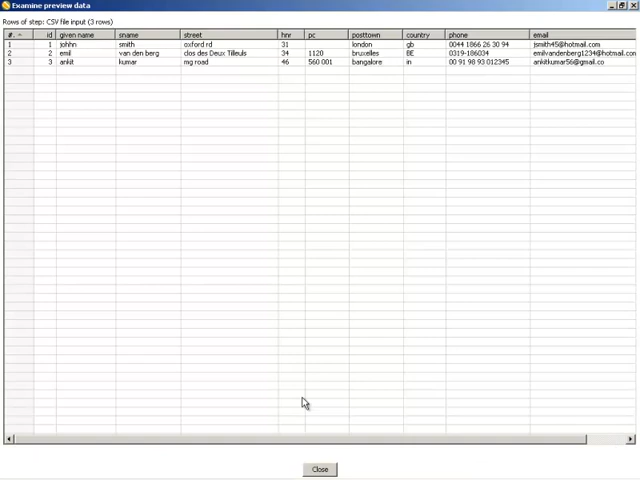 Examine preview data
Rows of step: CSV file input (3 rows)
#. id given name sname street hnr pc posttown country phone email
1 1 johhn smith oxford rd 31 london gb 0044 1866 26 30 94 jsmith45@hotmail.com
2 2 emil van den berg clos des Deux Tilleuls 34 1120 bruxelles BE 0319-186034 emilvandenberg1234@hotmail.con
3 3 ankit kumar mg road 46 560 001 bangalore in 00 91 98 93 012345 ankitkumar56@gmail.co
Close